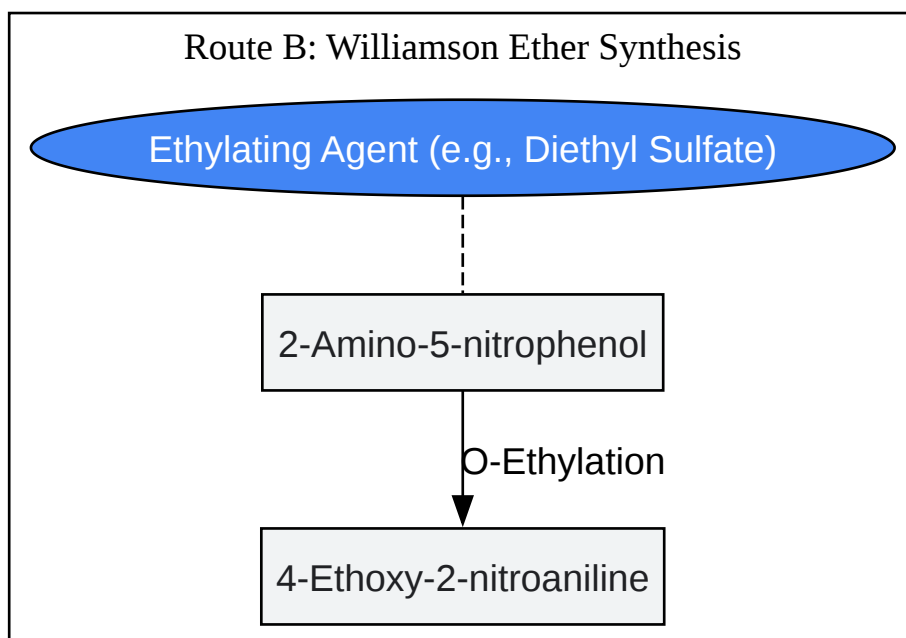 Route B: Williamson Ether Synthesis
Ethylating Agent (e.g., Diethyl Sulfate)
2-Amino-5-nitrophenol
O-Ethylation
4-Ethoxy-2-nitroaniline